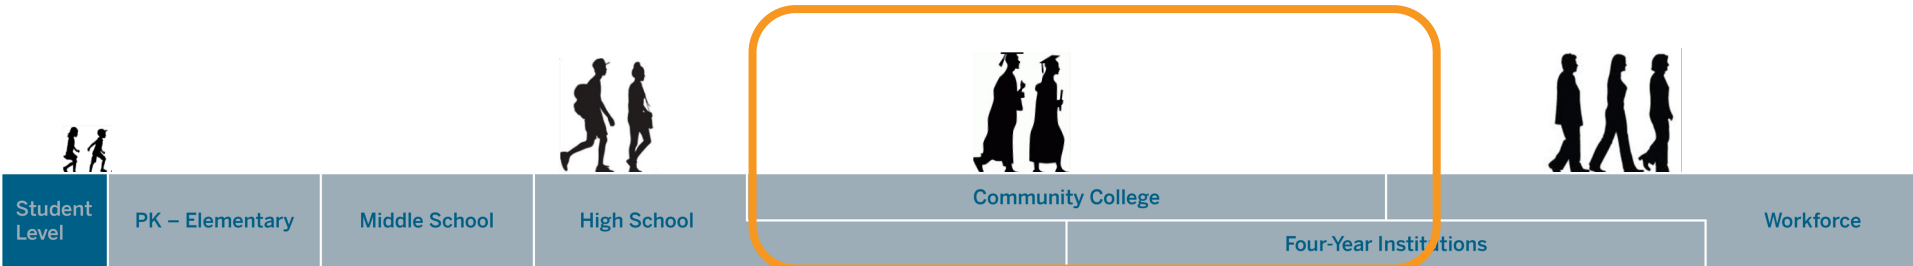 Student
Level
PK – Elementary
Middle School
High School
Community College
Four-Year Institutions
Workforce